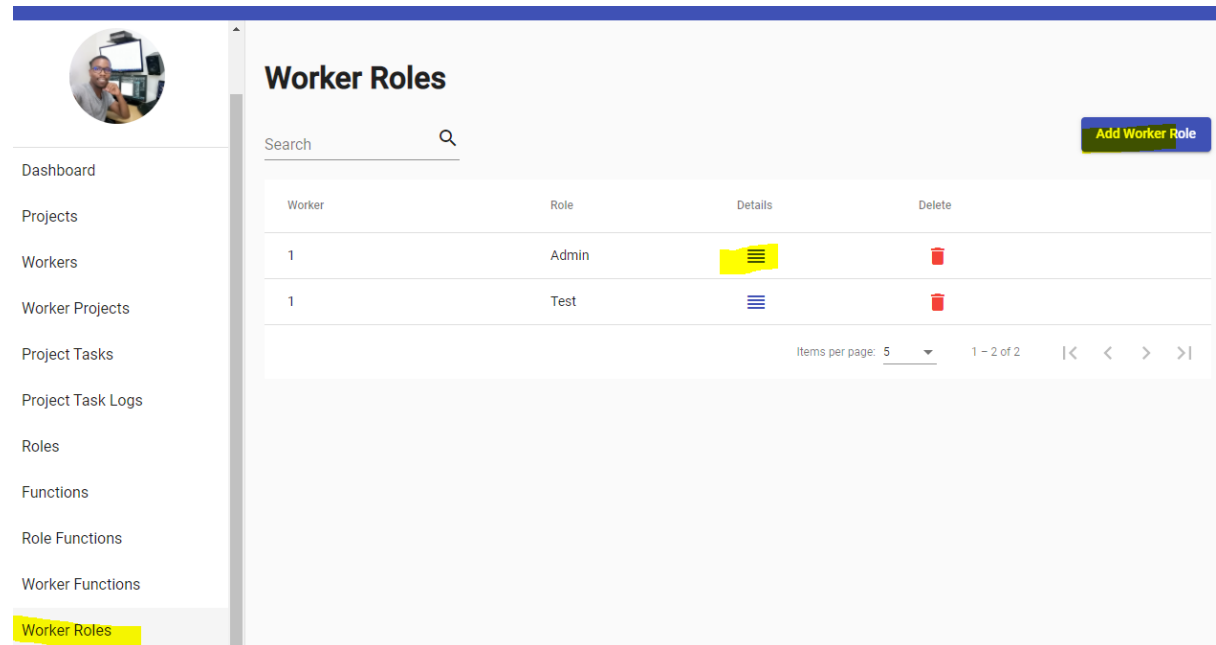 Worker Roles
Search
Add Worker Role
Dashboard
Projects
Workers
Worker Projects
Project Tasks
Project Task Logs
Roles
Functions
Role Functions
Worker Functions
Worker Roles
Worker Role Details Delete
1 Admin
1 Test
Items per page: 5 1 – 2 of 2